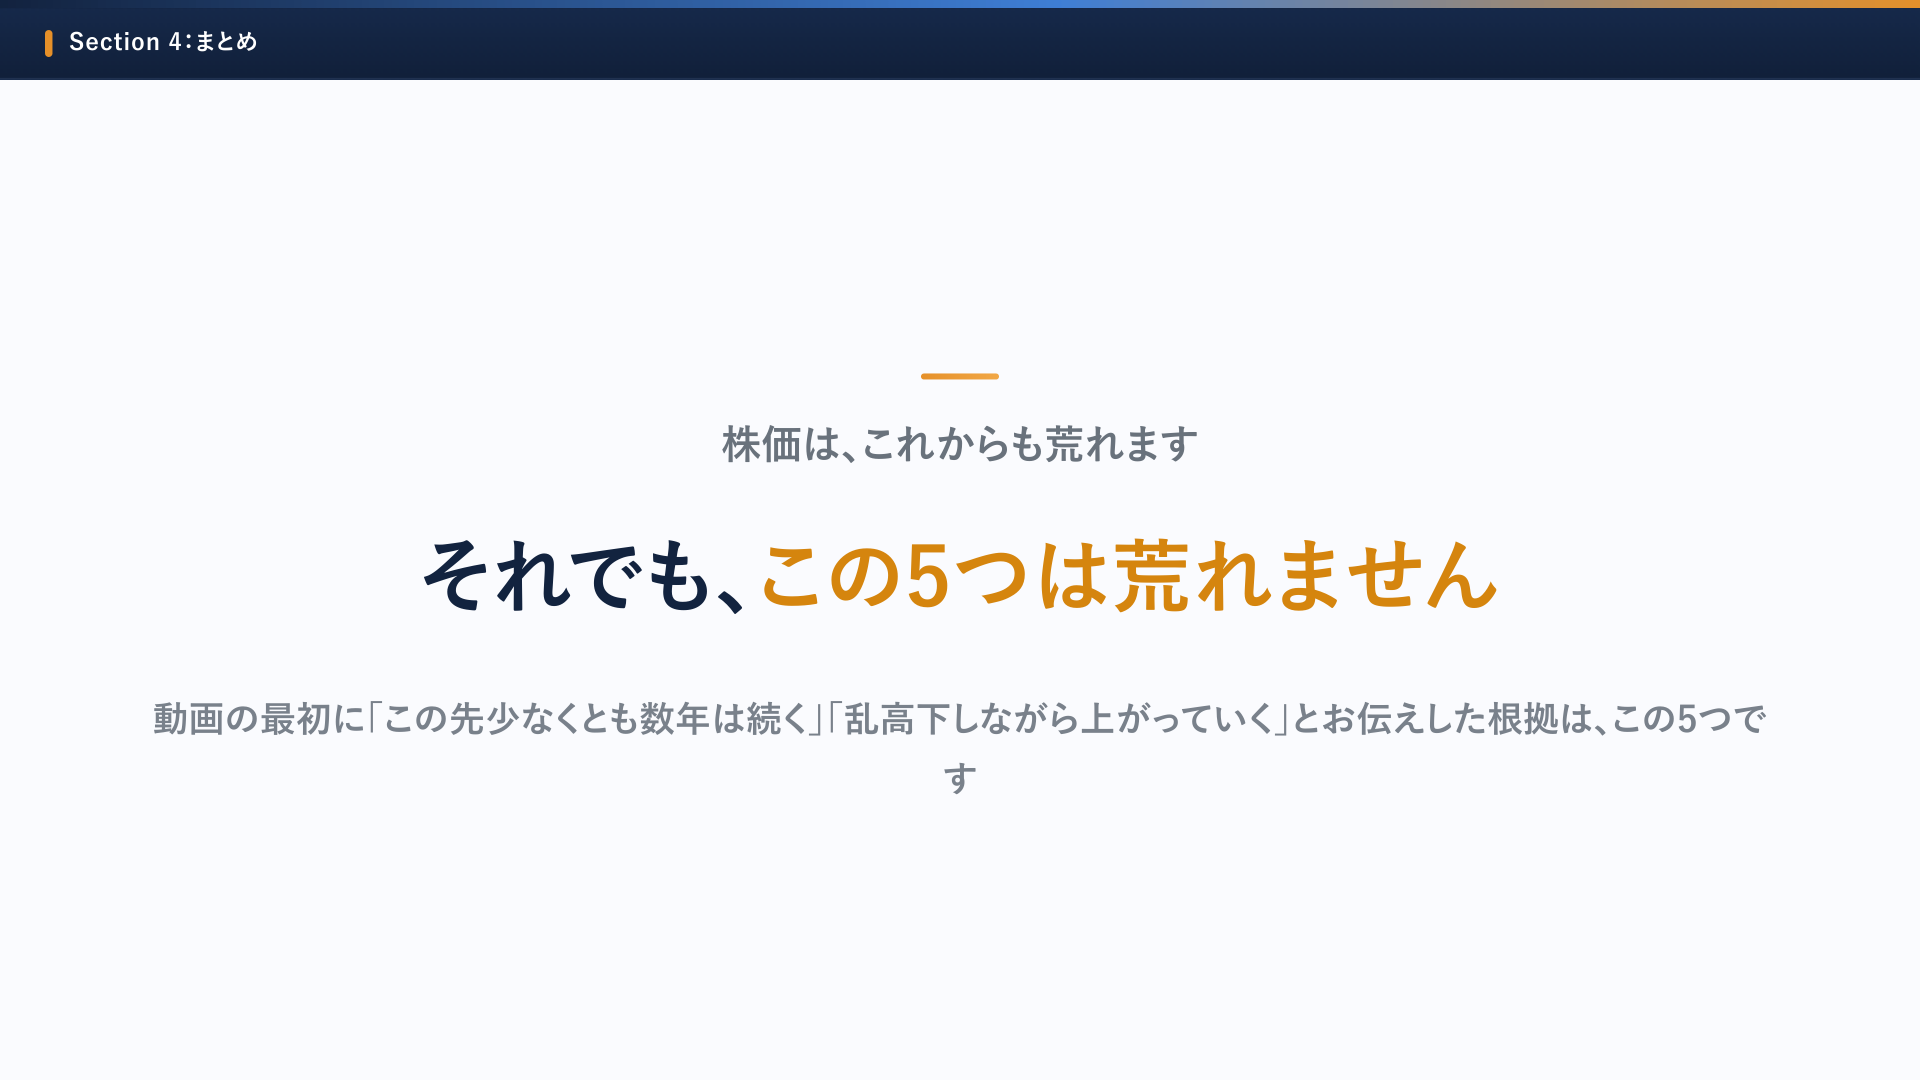 Section 4：まとめ
株価は、これからも荒れます
それでも、この5つは荒れません
動画の最初に「この先少なくとも数年は続く」「乱高下しながら上がっていく」とお伝えした根拠は、この5つで
す